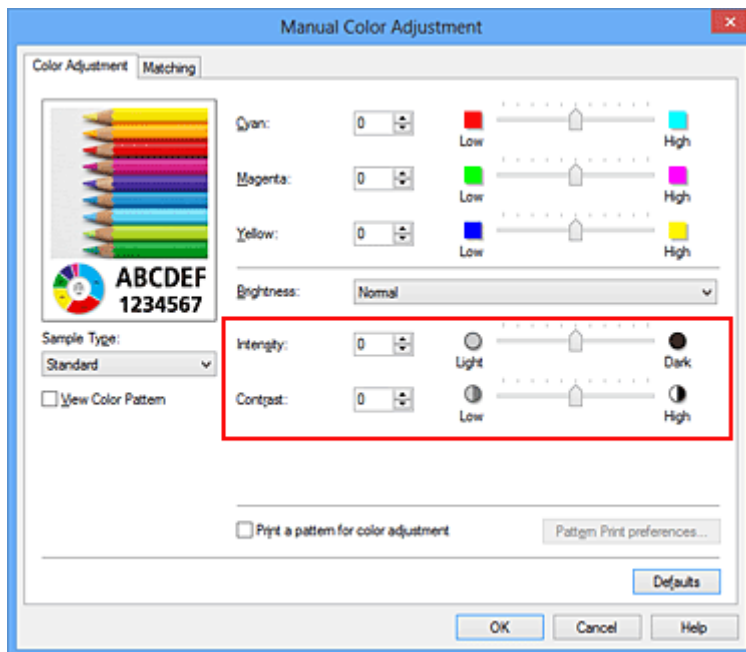 Manual Color Adjustment
Color Adjustment
Matching
Cyan:
0
Low
High
Magenta:
0
Low
High
Yellow:
0
Low
High
ABCDEF
1234567
Brightness:
Normal
Sample Type:
Standard
Intensity:
0
Light
Dark
View Color Pattern
Contrast:
0
Low
High
Print a pattern for color adjustment
Pattern Print preferences...
Defaults
OK
Cancel
Help